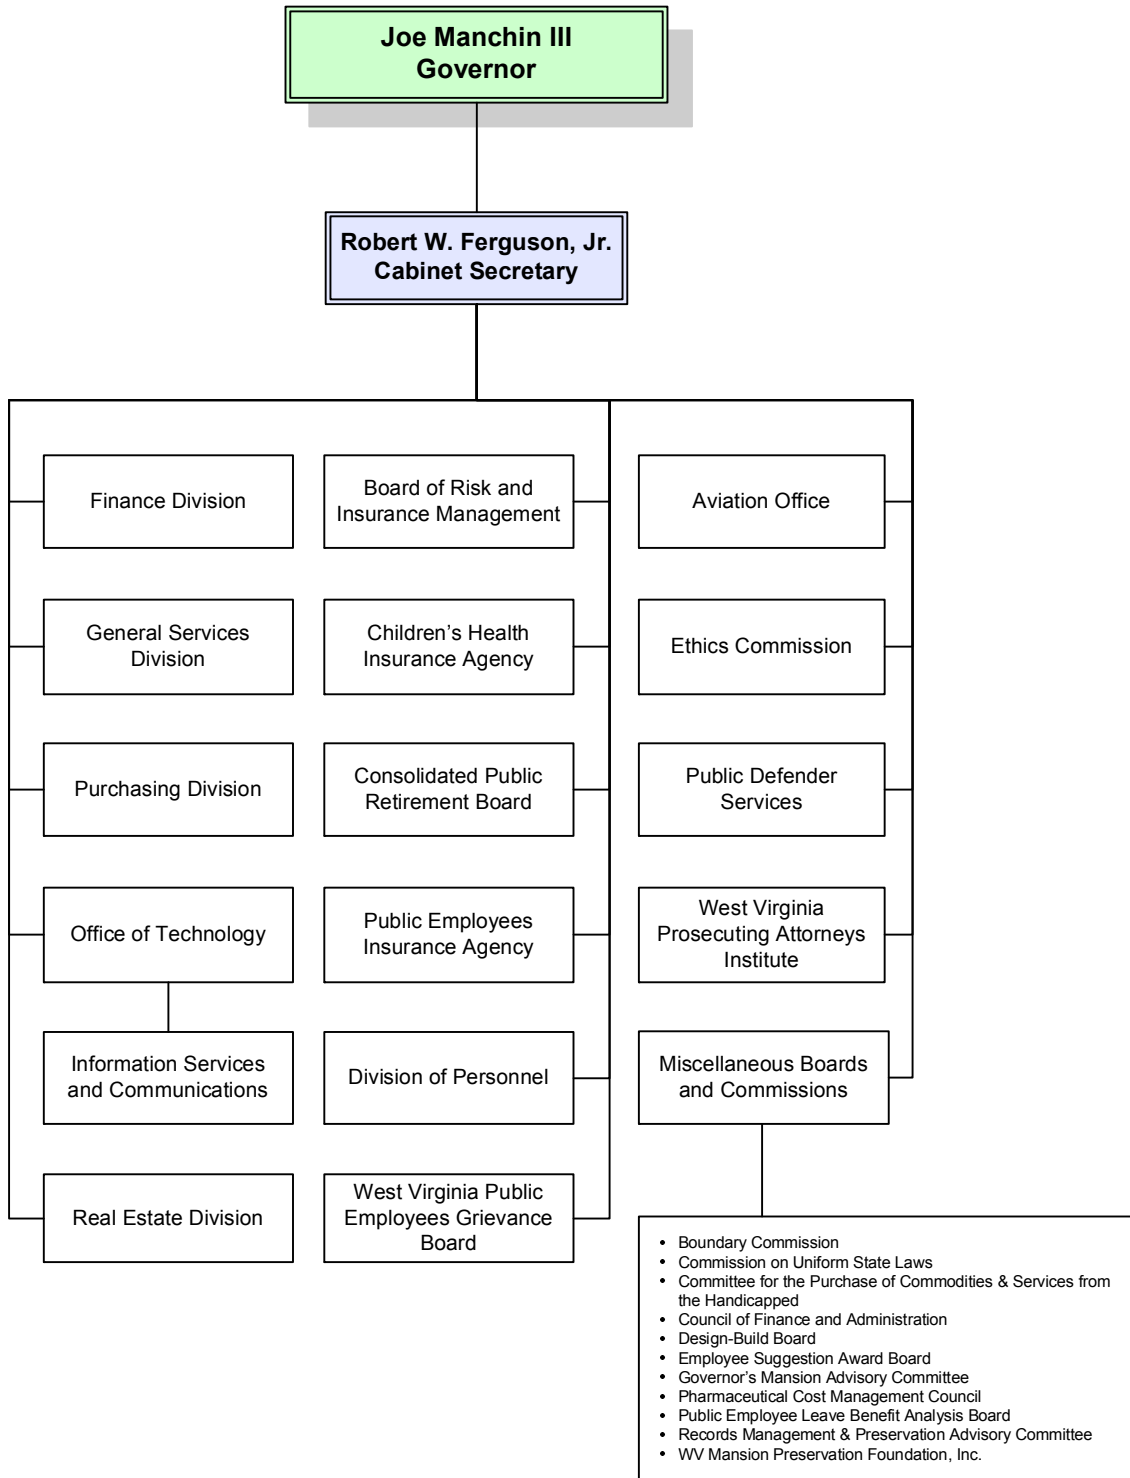 Joe Manchin III
Governor
Robert W. Ferguson, Jr.
Cabinet Secretary
Finance Division
Board of Risk and
Insurance Management
Aviation Office
General Services
Division
Children’s Health
Insurance Agency
Ethics Commission
Purchasing Division
Consolidated Public
Retirement Board
Public Defender
Services
Office of Technology
Public Employees
Insurance Agency
West Virginia
Prosecuting Attorneys
Institute
Information Services
and Communications
Division of Personnel
Miscellaneous Boards
and Commissions
Real Estate Division
West Virginia Public
Employees Grievance
Board
• Boundary Commission
• Commission on Uniform State Laws
• Committee for the Purchase of Commodities & Services from
the Handicapped
• Council of Finance and Administration
• Design-Build Board
• Employee Suggestion Award Board
• Governor’s Mansion Advisory Committee
• Pharmaceutical Cost Management Council
• Public Employee Leave Benefit Analysis Board
• Records Management & Preservation Advisory Committee
• WV Mansion Preservation Foundation, Inc.